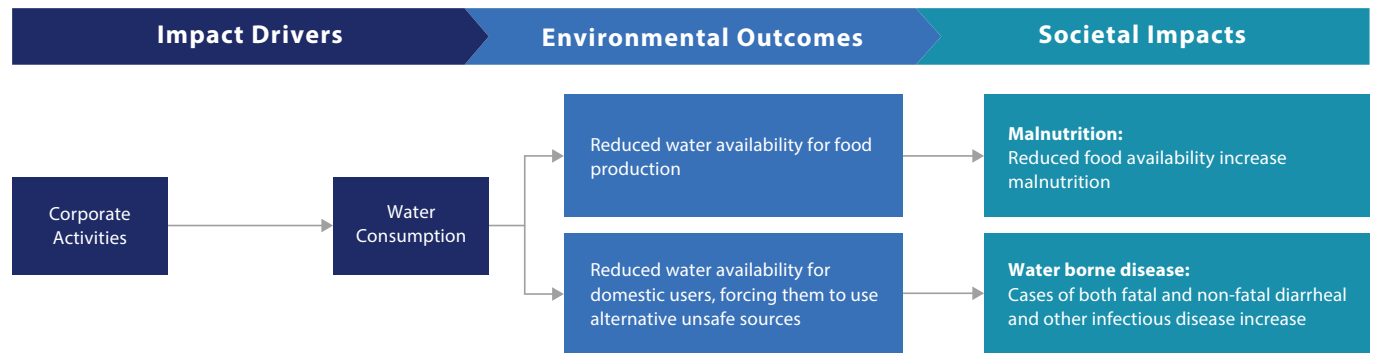 Impact Drivers
Environmental Outcomes
Societal Impacts
Corporate
Activities
Water
Consumption
Reduced water availability for food
production
Malnutrition:
Reduced food availability increase
malnutrition
Reduced water availability for
domestic users, forcing them to use
alternative unsafe sources
Water borne disease:
Cases of both fatal and non-fatal diarrheal
and other infectious disease increase